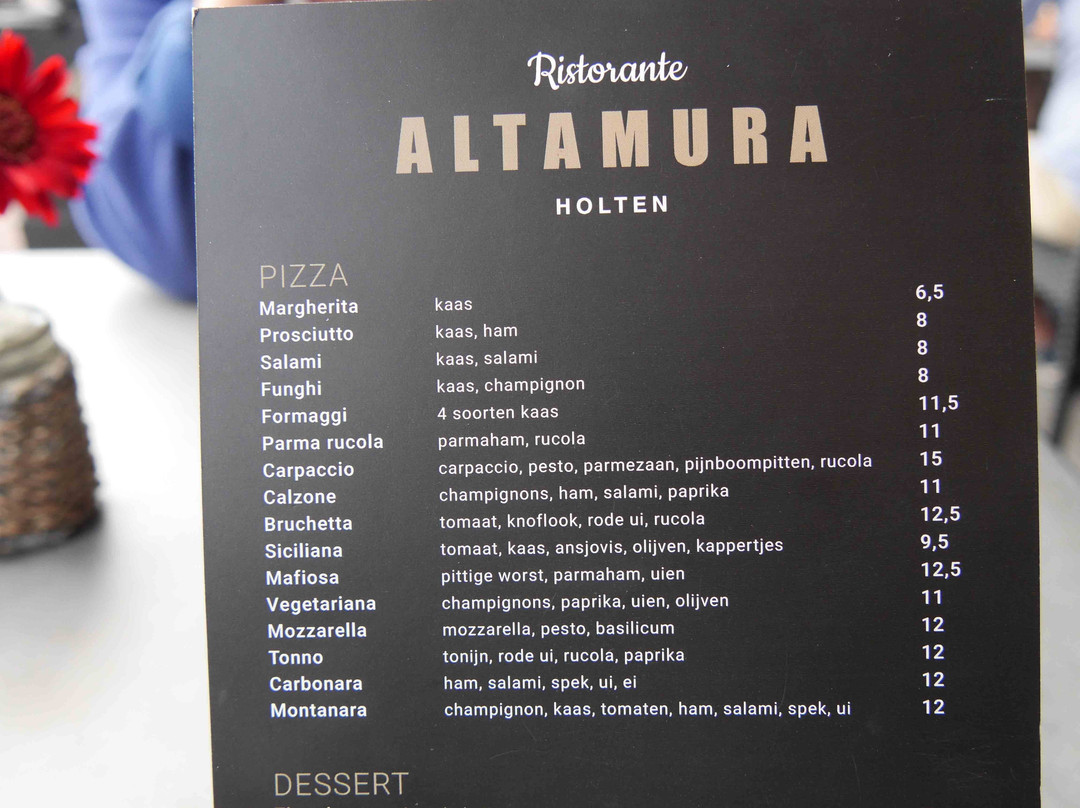 Ristorante
ALTAMURA
HOLTEN
PIZZA
Margherita kaas 6,5
Prosciutto kaas, ham 8
Salami kaas, salami 8
Funghi kaas, champignon 8
Formaggi 4 soorten kaas 11,5
Parma rucola parmaham, rucola 11
Carpaccio carpaccio, pesto, parmezaan, pijnboompitten, rucola 15
Calzone champignons, ham, salami, paprika 11
Bruchetta tomaat, knoflook, rode ui, rucola 12,5
Siciliana tomaat, kaas, ansjovis, olijven, kappertjes 9,5
Mafiosa pittige worst, parmaham, uien 12,5
Vegetariana champignons, paprika, uien, olijven 11
Mozzarella mozzarella, pesto, basilicum 12
Tonno tonijn, rode ui, rucola, paprika 12
Carbonara ham, salami, spek, ui, ei 12
Montanara champignon, kaas, tomaten, ham, salami, spek, ui 12
DESSERT